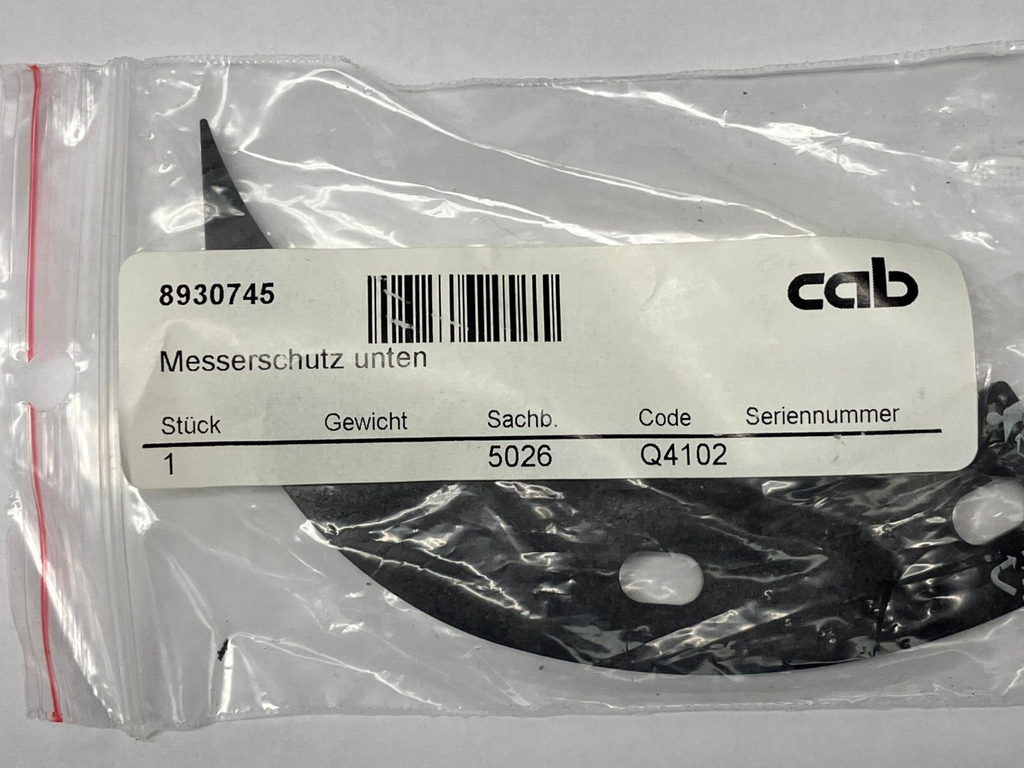 8930745
cab
Messerschutz unten
Stück Gewicht Sachb. Code Seriennummer
1 5026 Q4102